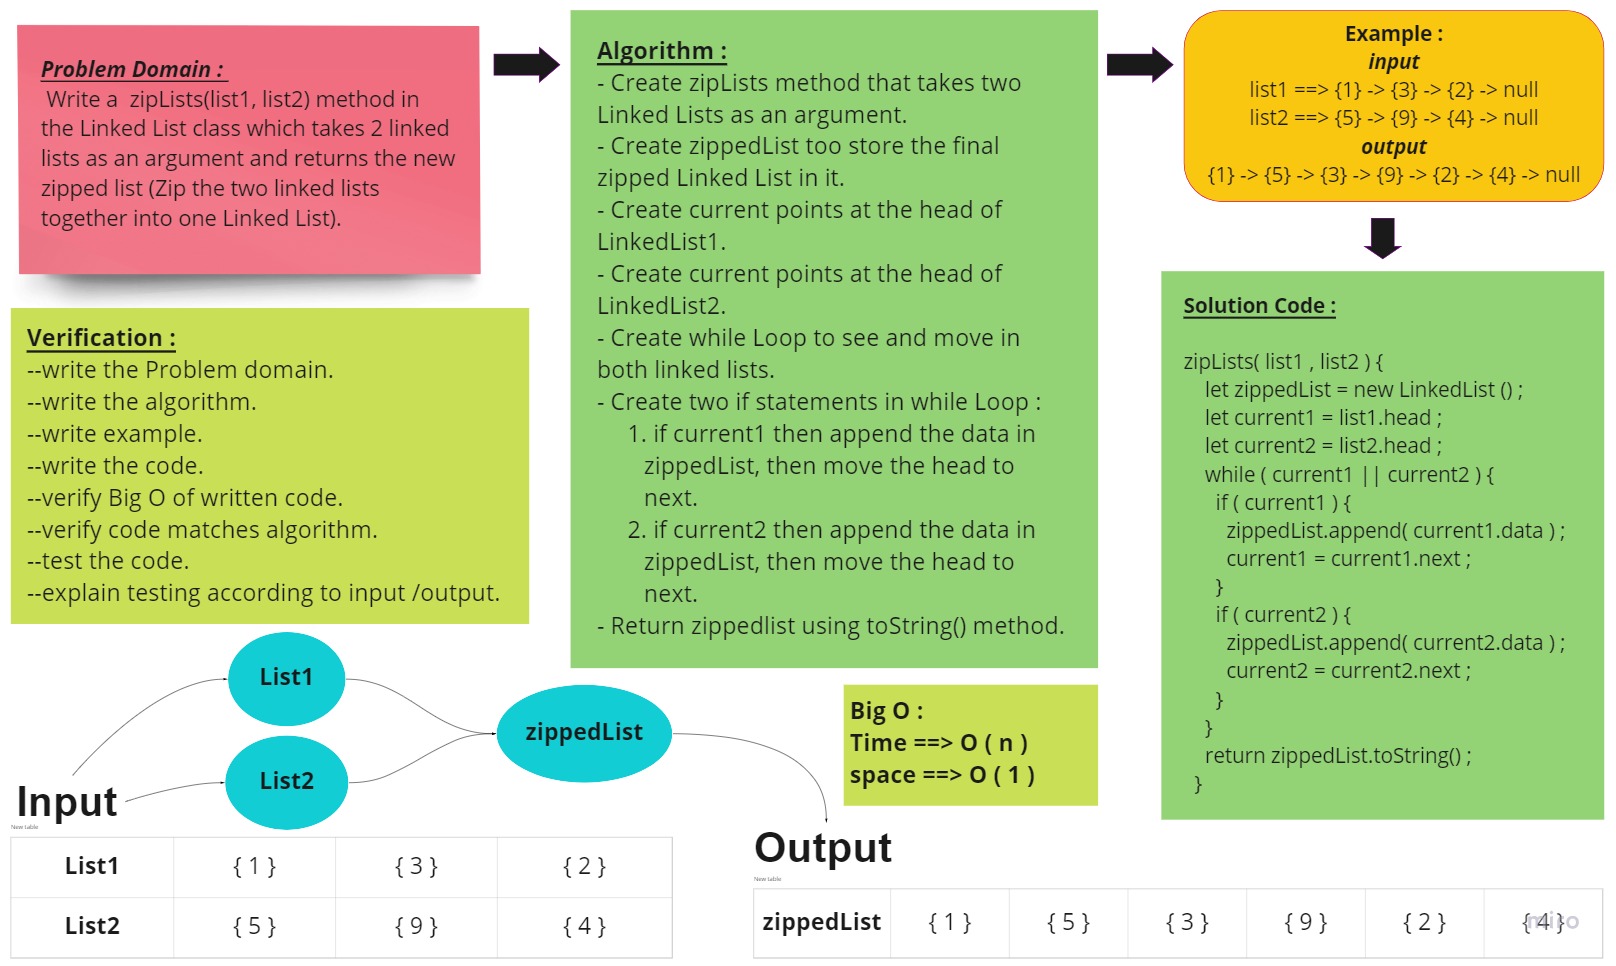 Problem Domain :
Write a zipLists(list1, list2) method in
the Linked List class which takes 2 linked
lists as an argument and returns the new
zipped list (Zip the two linked lists
together into one Linked List).
Algorithm :
- Create zipLists method that takes two
Linked Lists as an argument.
- Create zippedList too store the final
zipped Linked List in it.
- Create current points at the head of
LinkedList1.
- Create current points at the head of
LinkedList2.
- Create while Loop to see and move in
both linked lists.
- Create two if statements in while Loop :
1. if current1 then append the data in
zippedList, then move the head to
next.
2. if current2 then append the data in
zippedList, then move the head to
next.
- Return zippedlist using toString() method.
Example :
input
list1 ==> {1} -> {3} -> {2} -> null
list2 ==> {5} -> {9} -> {4} -> null
output
{1} -> {5} -> {3} -> {9} -> {2} -> {4} -> null
Verification :
--write the Problem domain.
--write the algorithm.
--write example.
--write the code.
--verify Big O of written code.
--verify code matches algorithm.
--test the code.
--explain testing according to input /output.
Solution Code :
zipLists( list1 , list2 ) {
let zippedList = new LinkedList () ;
let current1 = list1.head ;
let current2 = list2.head ;
while ( current1 || current2 ) {
if ( current1 ) {
zippedList.append( current1.data ) ;
current1 = current1.next ;
}
if ( current2 ) {
zippedList.append( current2.data ) ;
current2 = current2.next ;
}
}
return zippedList.toString() ;
}
List1
List2
zippedList
Big O :
Time ==> O ( n )
space ==> O ( 1 )
Input
New table
List1 { 1 } { 3 } { 2 }
List2 { 5 } { 9 } { 4 }
Output
New table
zippedList { 1 } { 5 } { 3 } { 9 } { 2 } { 4 }
miro